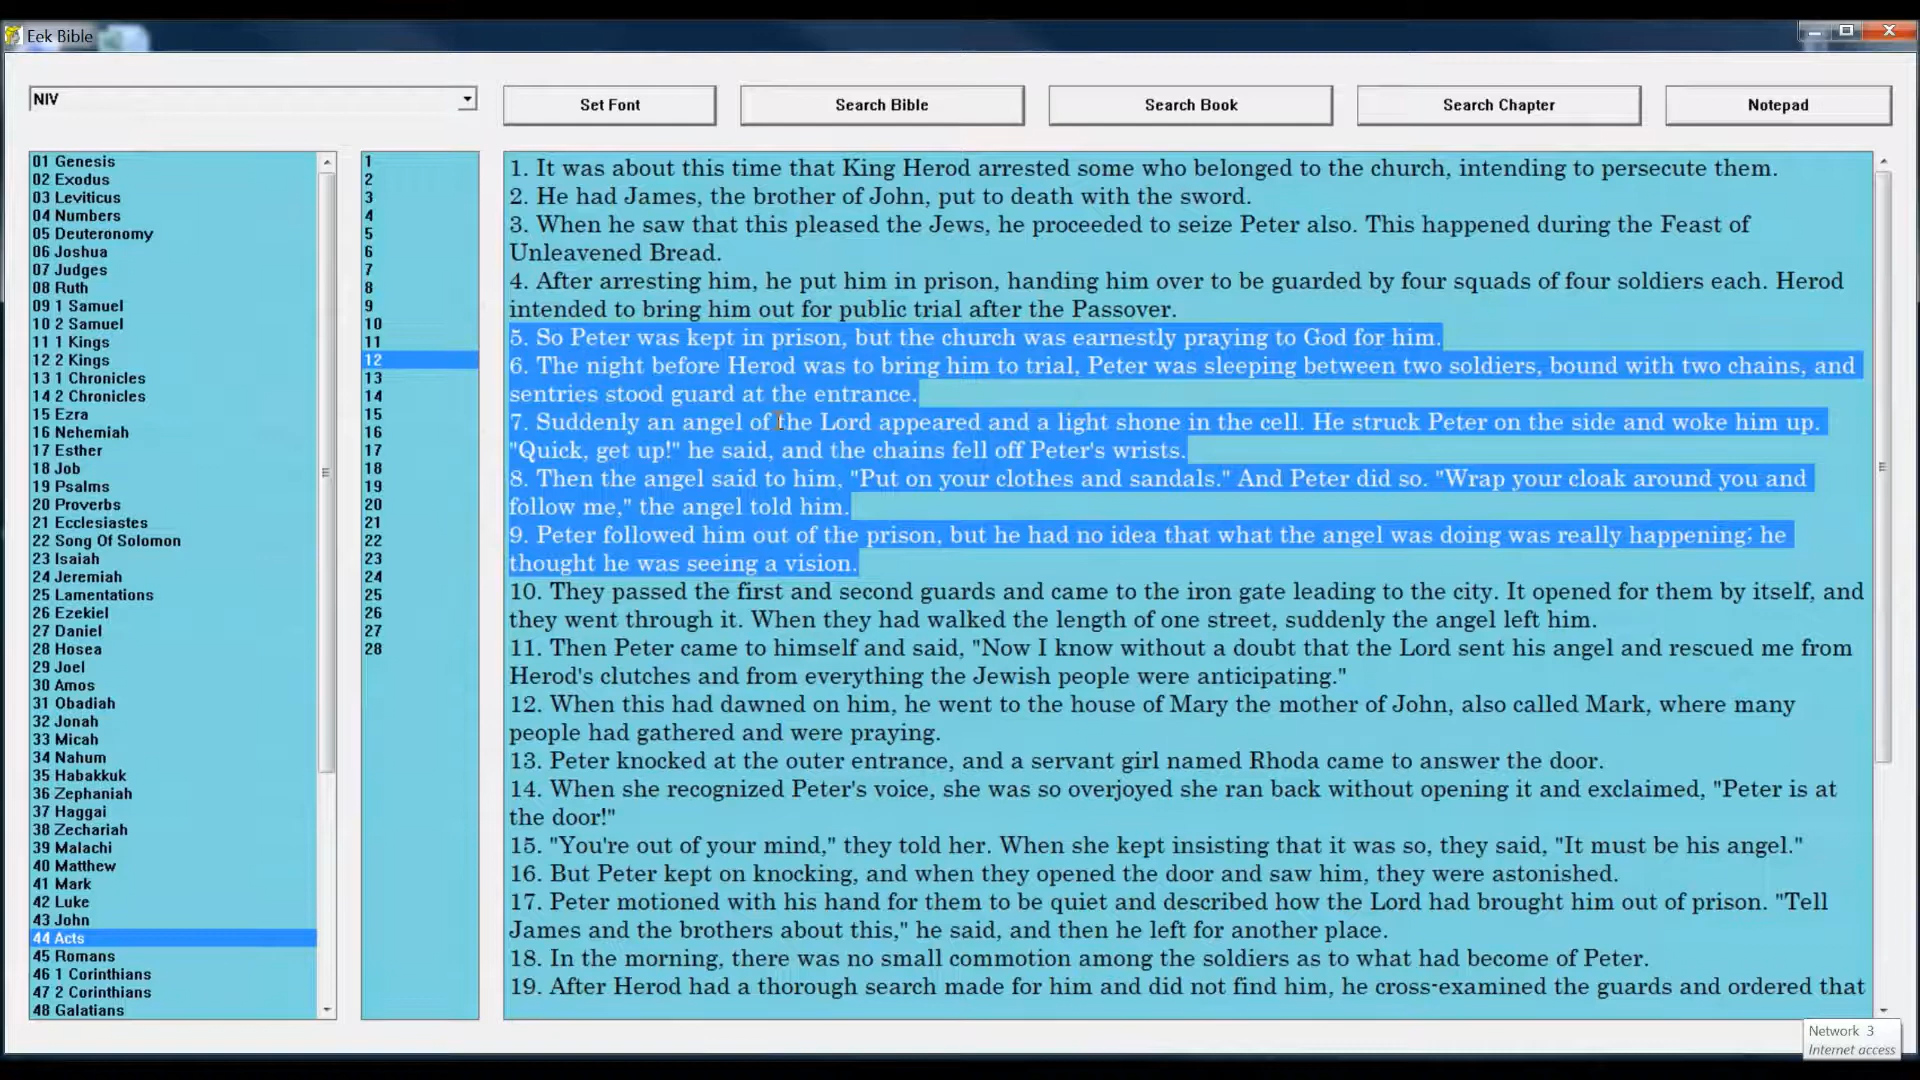 Eek Bible
NIV
Set Font
Search Bible
Search Book
Search Chapter
Notepad
01 Genesis
02 Exodus
03 Leviticus
04 Numbers
05 Deuteronomy
06 Joshua
07 Judges
08 Ruth
09 1 Samuel
10 2 Samuel
11 1 Kings
12 2 Kings
13 1 Chronicles
14 2 Chronicles
15 Ezra
16 Nehemiah
17 Esther
18 Job
19 Psalms
20 Proverbs
21 Ecclesiastes
22 Song Of Solomon
23 Isaiah
24 Jeremiah
25 Lamentations
26 Ezekiel
27 Daniel
28 Hosea
29 Joel
30 Amos
31 Obadiah
32 Jonah
33 Micah
34 Nahum
35 Habakkuk
36 Zephaniah
37 Haggai
38 Zechariah
39 Malachi
40 Matthew
41 Mark
42 Luke
43 John
44 Acts
45 Romans
46 1 Corinthians
47 2 Corinthians
48 Galatians
1
2
3
4
5
6
7
8
9
10
11
12
13
14
15
16
17
18
19
20
21
22
23
24
25
26
27
28
1. It was about this time that King Herod arrested some who belonged to the church, intending to persecute them.
2. He had James, the brother of John, put to death with the sword.
3. When he saw that this pleased the Jews, he proceeded to seize Peter also. This happened during the Feast of
Unleavened Bread.
4. After arresting him, he put him in prison, handing him over to be guarded by four squads of four soldiers each. Herod
intended to bring him out for public trial after the Passover.
5. So Peter was kept in prison, but the church was earnestly praying to God for him.
6. The night before Herod was to bring him to trial, Peter was sleeping between two soldiers, bound with two chains, and
sentries stood guard at the entrance.
7. Suddenly an angel of the Lord appeared and a light shone in the cell. He struck Peter on the side and woke him up.
"Quick, get up!" he said, and the chains fell off Peter's wrists.
8. Then the angel said to him, "Put on your clothes and sandals." And Peter did so. "Wrap your cloak around you and
follow me," the angel told him.
9. Peter followed him out of the prison, but he had no idea that what the angel was doing was really happening; he
thought he was seeing a vision.
10. They passed the first and second guards and came to the iron gate leading to the city. It opened for them by itself, and
they went through it. When they had walked the length of one street, suddenly the angel left him.
11. Then Peter came to himself and said, "Now I know without a doubt that the Lord sent his angel and rescued me from
Herod's clutches and from everything the Jewish people were anticipating."
12. When this had dawned on him, he went to the house of Mary the mother of John, also called Mark, where many
people had gathered and were praying.
13. Peter knocked at the outer entrance, and a servant girl named Rhoda came to answer the door.
14. When she recognized Peter's voice, she was so overjoyed she ran back without opening it and exclaimed, "Peter is at
the door!"
15. "You're out of your mind," they told her. When she kept insisting that it was so, they said, "It must be his angel."
16. But Peter kept on knocking, and when they opened the door and saw him, they were astonished.
17. Peter motioned with his hand for them to be quiet and described how the Lord had brought him out of prison. "Tell
James and the brothers about this," he said, and then he left for another place.
18. In the morning, there was no small commotion among the soldiers as to what had become of Peter.
19. After Herod had a thorough search made for him and did not find him, he cross-examined the guards and ordered that
Network 3
Internet access